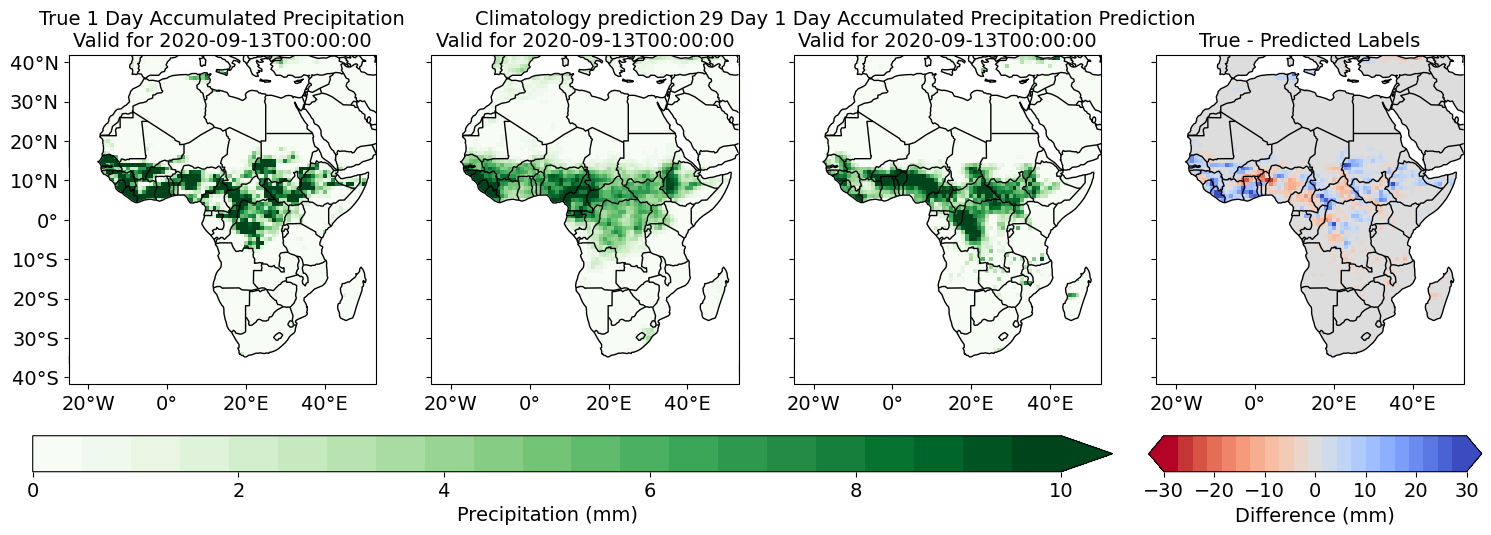 True 1 Day Accumulated Precipitation
Valid for 2020-09-13T00:00:00
Climatology prediction
Valid for 2020-09-13T00:00:00
29 Day 1 Day Accumulated Precipitation Prediction
Valid for 2020-09-13T00:00:00
True - Predicted Labels
40°N
30°N
20°N
10°N
0°
10°S
20°S
30°S
40°S
20°W 0° 20°E 40°E
20°W 0° 20°E 40°E
20°W 0° 20°E 40°E
20°W 0° 20°E 40°E
0 2 4 6 8 10
Precipitation (mm)
−30 −20 −10 0 10 20 30
Difference (mm)